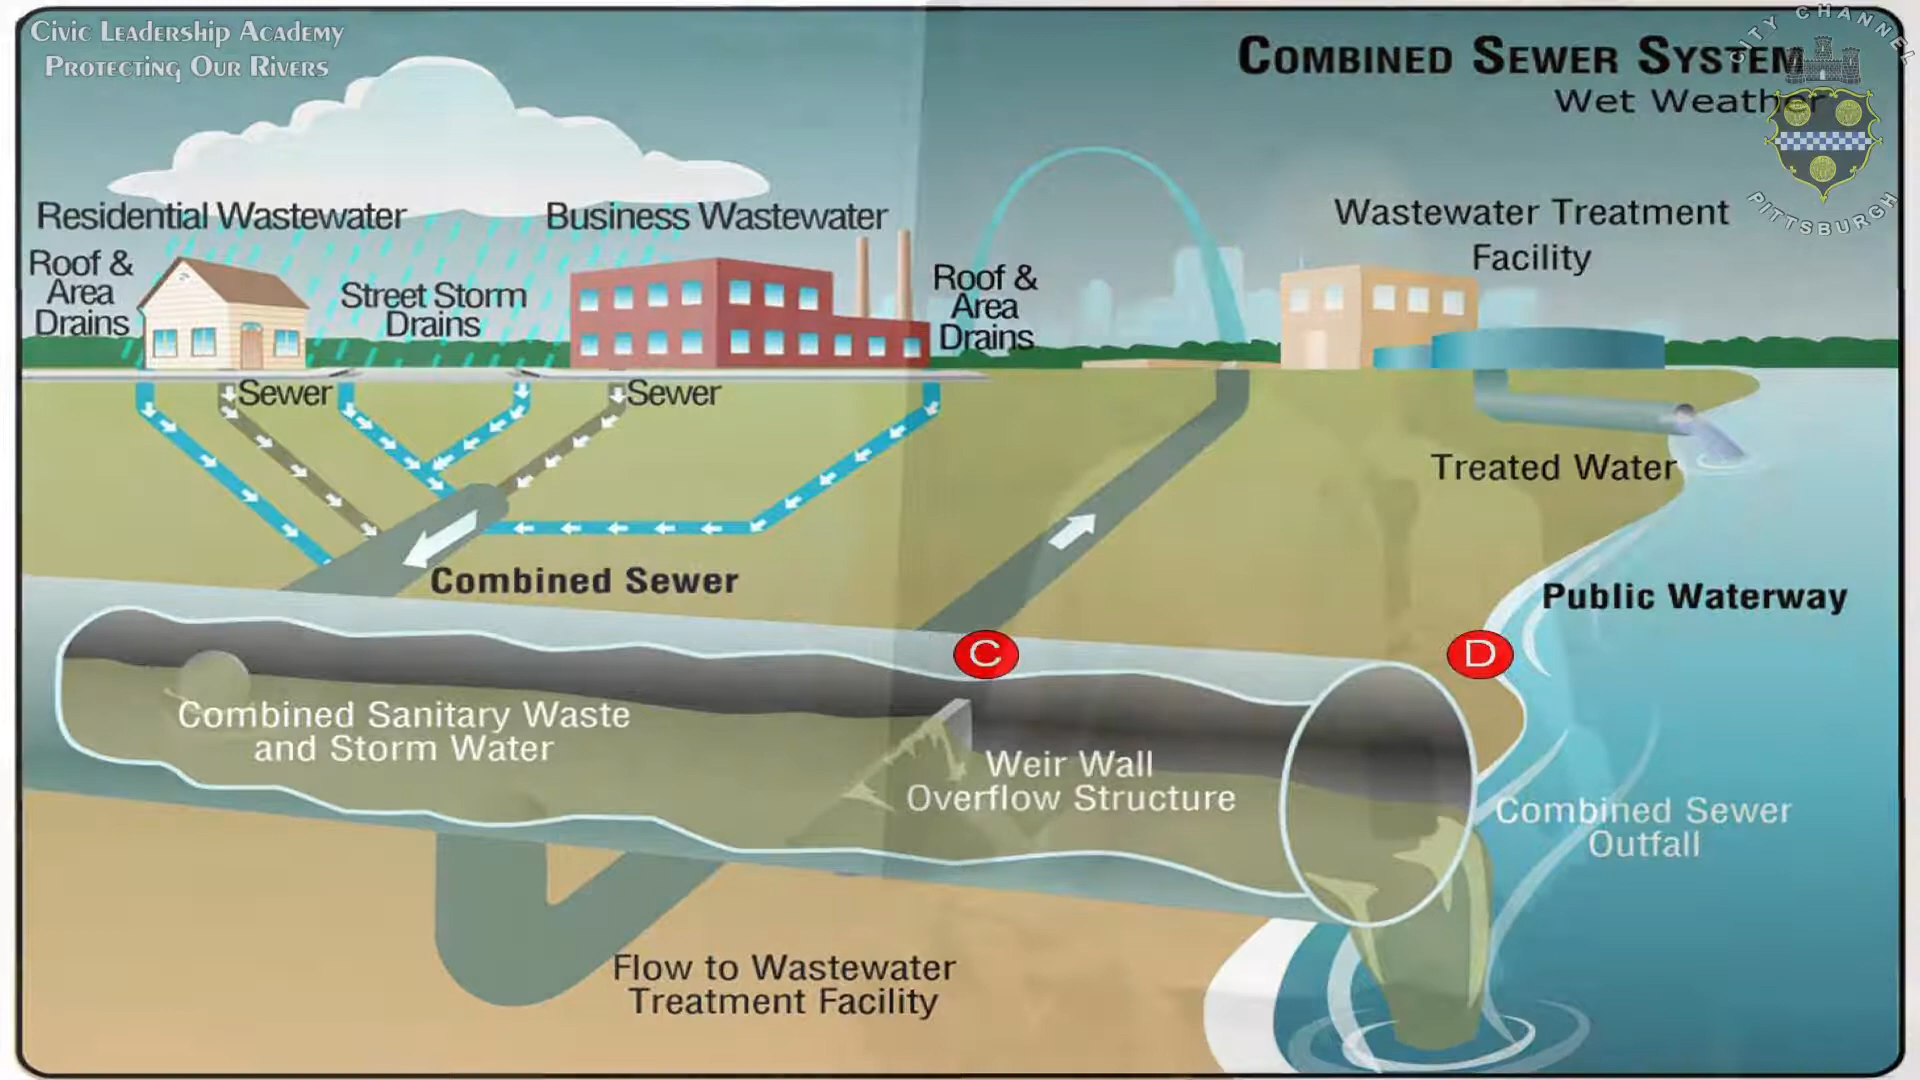 Civic Leadership Academy
Protecting Our Rivers
CITY CHANNEL
PITTSBURGH
Combined Sewer System
Wet Weather
Residential Wastewater
Business Wastewater
Roof &
Area
Drains
Street Storm
Drains
Roof &
Area
Drains
Wastewater Treatment
Facility
Sewer
Sewer
Treated Water
Combined Sewer
Public Waterway
C
D
Combined Sanitary Waste
and Storm Water
Weir Wall
Overflow Structure
Combined Sewer
Outfall
Flow to Wastewater
Treatment Facility